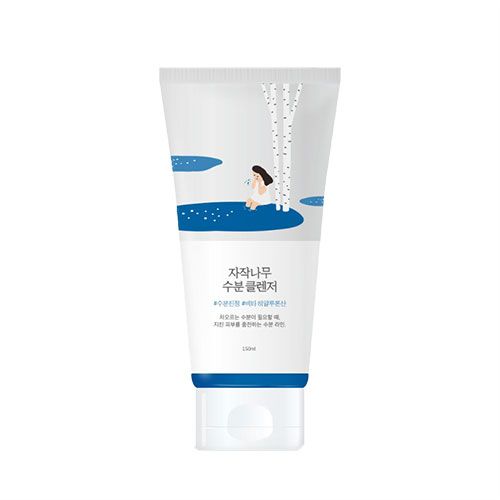 자작나무
수분 클렌저
#수분진정 #베타 히알루론산
차오르는 수분이 필요할 때,
지친 피부를 충전하는 수분 라인.
150ml